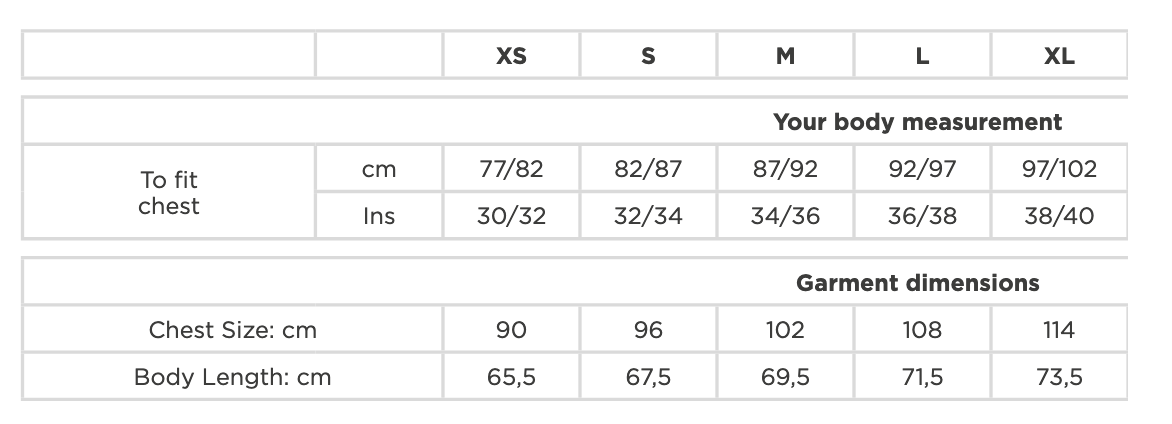 XS S M L XL
Your body measurement
To fit
chest
cm 77/82 82/87 87/92 92/97 97/102
Ins 30/32 32/34 34/36 36/38 38/40
Garment dimensions
Chest Size: cm 90 96 102 108 114
Body Length: cm 65,5 67,5 69,5 71,5 73,5